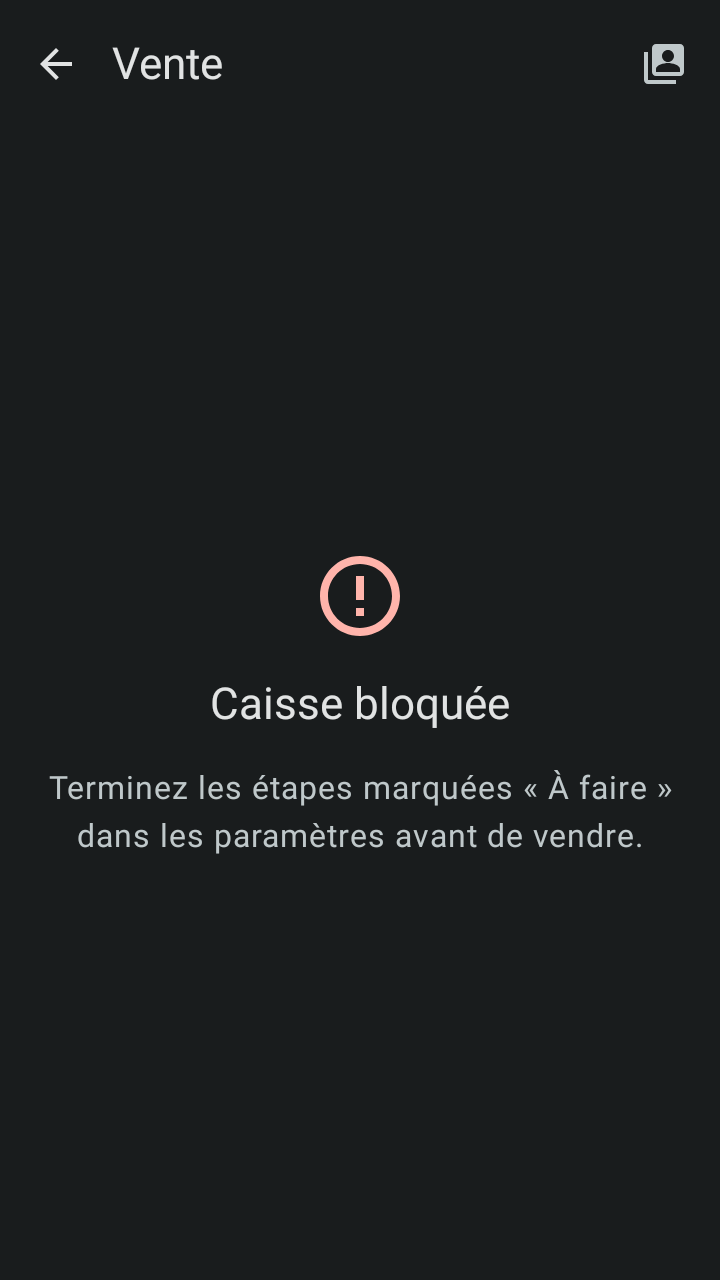 Vente
Caisse bloquée
Terminez les étapes marquées « À faire »
dans les paramètres avant de vendre.